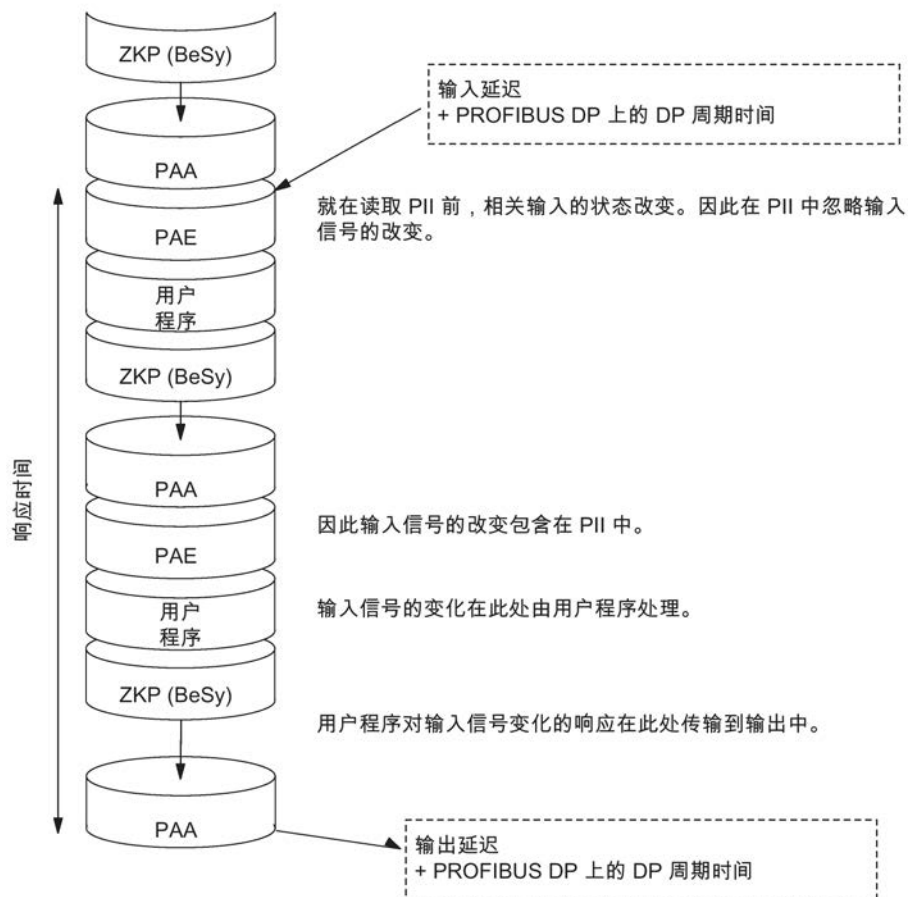 ZKP (BeSy)
输入延迟
+ PROFIBUS DP 上的 DP 周期时间
PAA
就在读取 PII 前，相关输入的状态改变。因此在 PII 中忽略输入
信号的改变。
PAE
用户
程序
ZKP (BeSy)
响应时间
PAA
因此输入信号的改变包含在 PII 中。
PAE
输入信号的变化在此处由用户程序处理。
用户
程序
ZKP (BeSy)
用户程序对输入信号变化的响应在此处传输到输出中。
PAA
输出延迟
+ PROFIBUS DP 上的 DP 周期时间